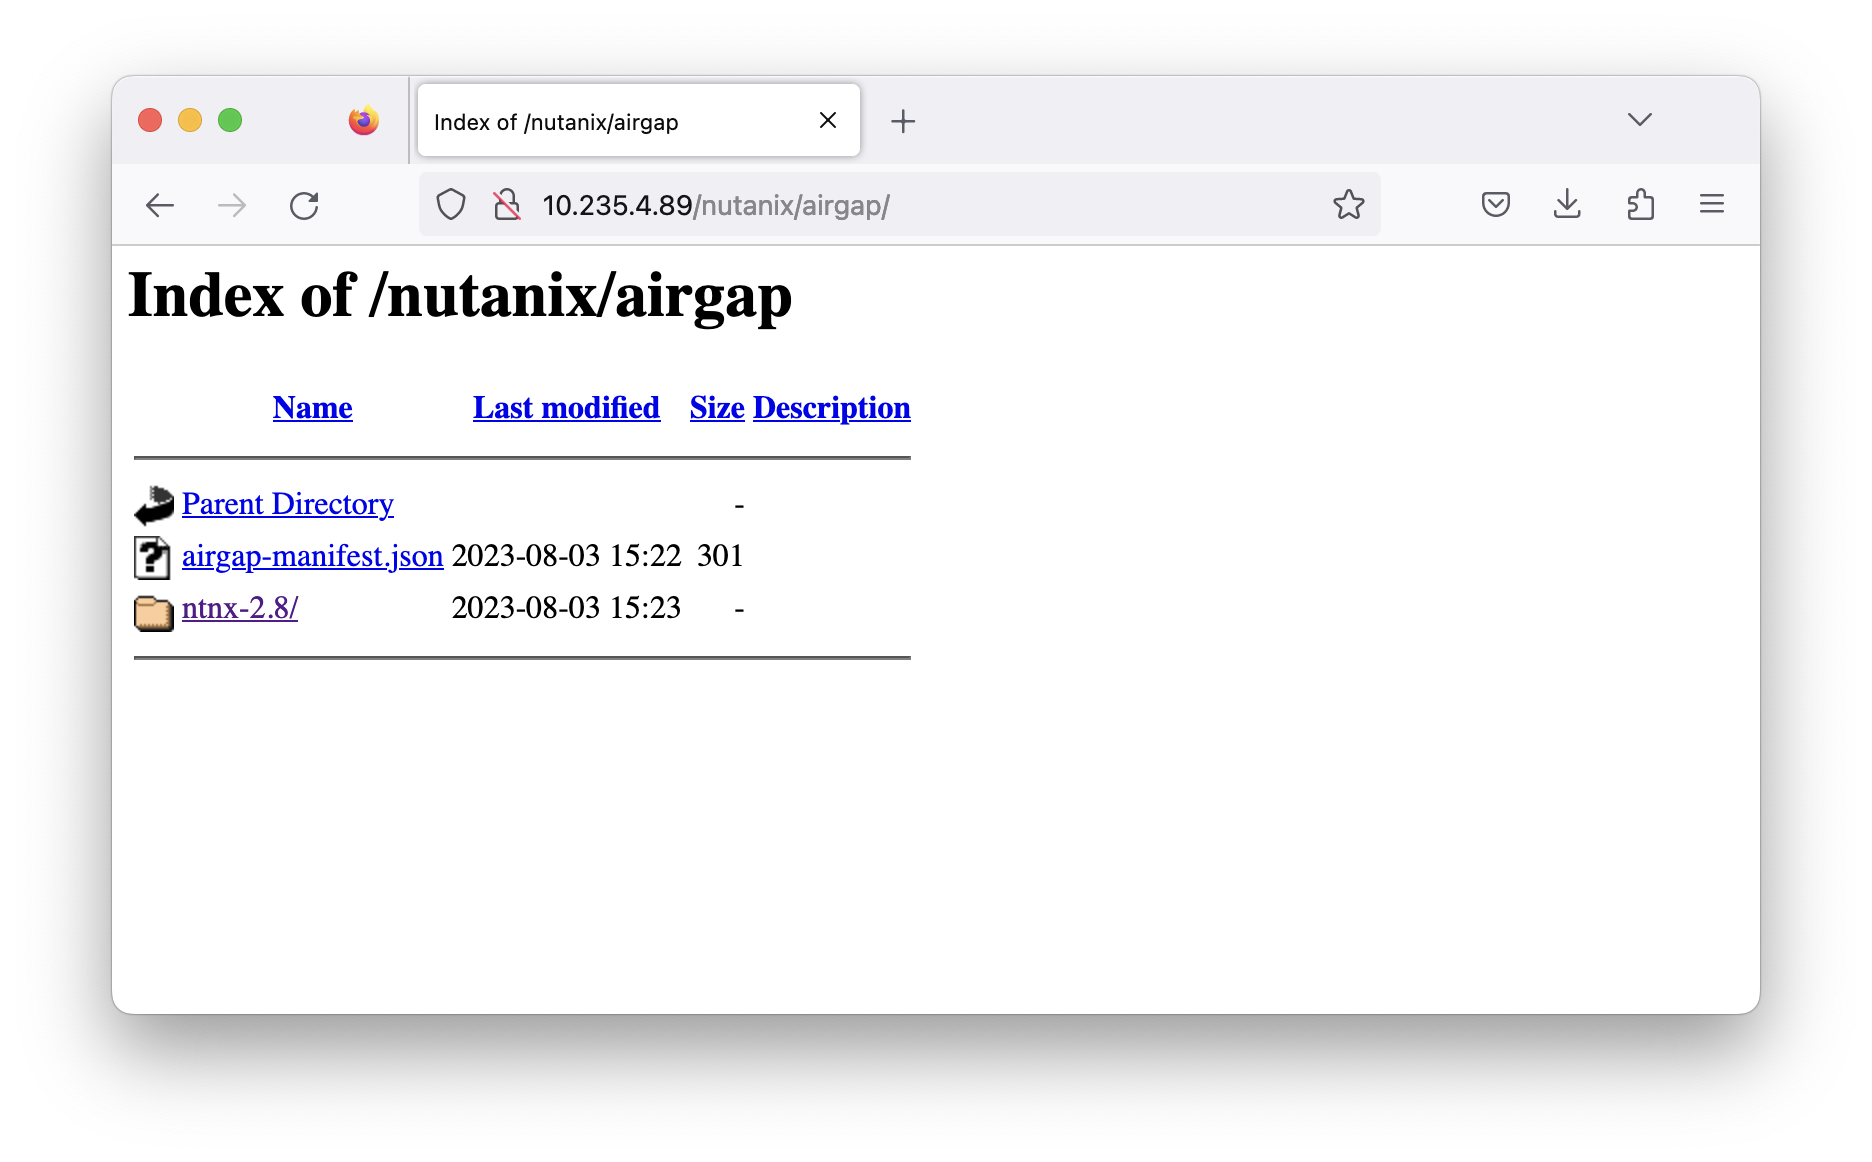 Index of /nutanix/airgap
10.235.4.89/nutanix/airgap/
Index of /nutanix/airgap
Name Last modified Size Description
Parent Directory -
airgap-manifest.json 2023-08-03 15:22 301
ntnx-2.8/ 2023-08-03 15:23 -